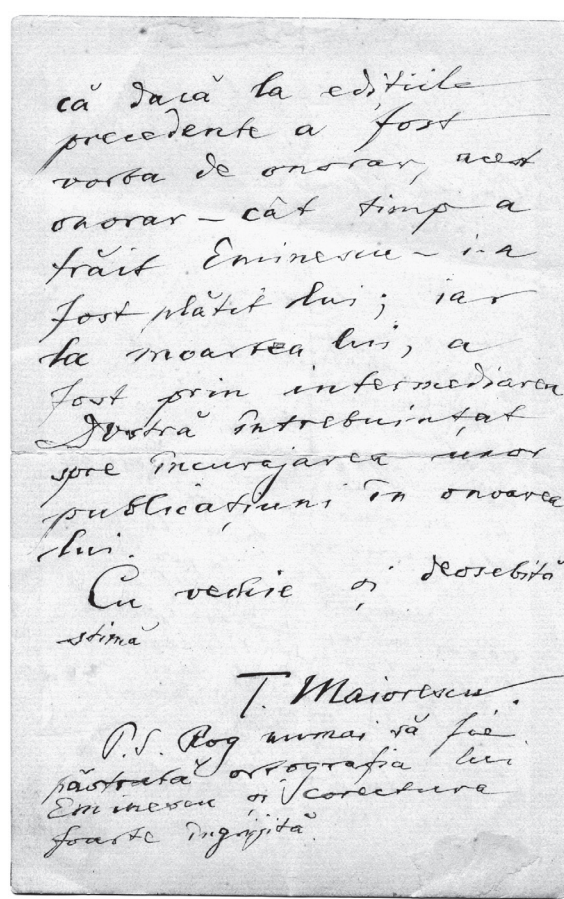 că dacă la edițiile
precedente a fost
vorba de onorar, acest
onorar – cât timp a
trăit Eminescu – i-a
fost plătit lui; iar
la moartea lui, a
fost prin intermediarea
Dvstră întrebuințat
spre încurajarea unor
publicațiuni în onoarea
lui.
Cu vechie și deosebită
stimă
T. Maiorescu.
P.S. Rog numai să fie
păstrată ortografia lui
Eminescu și corectura
foarte îngrijită.